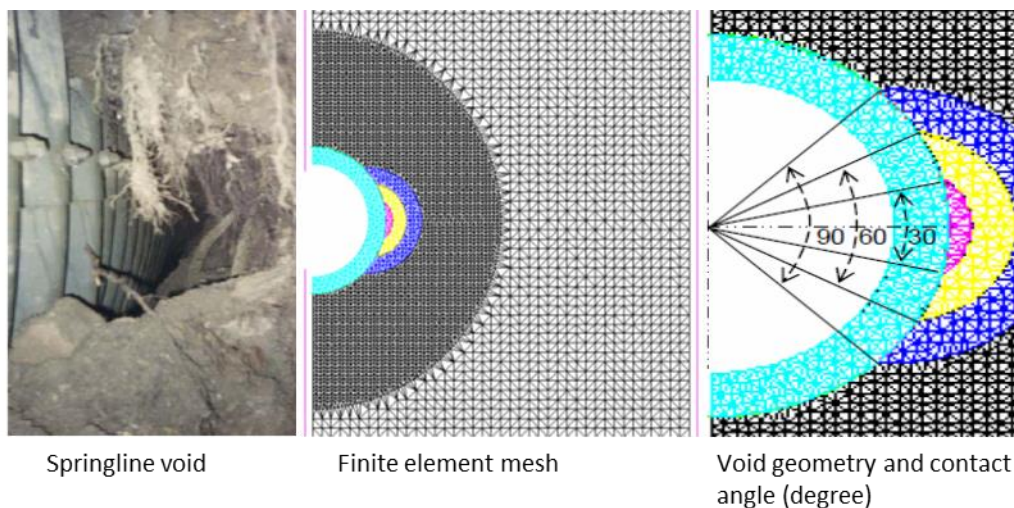 90 60 30
Springline void
Finite element mesh
Void geometry and contact
angle (degree)